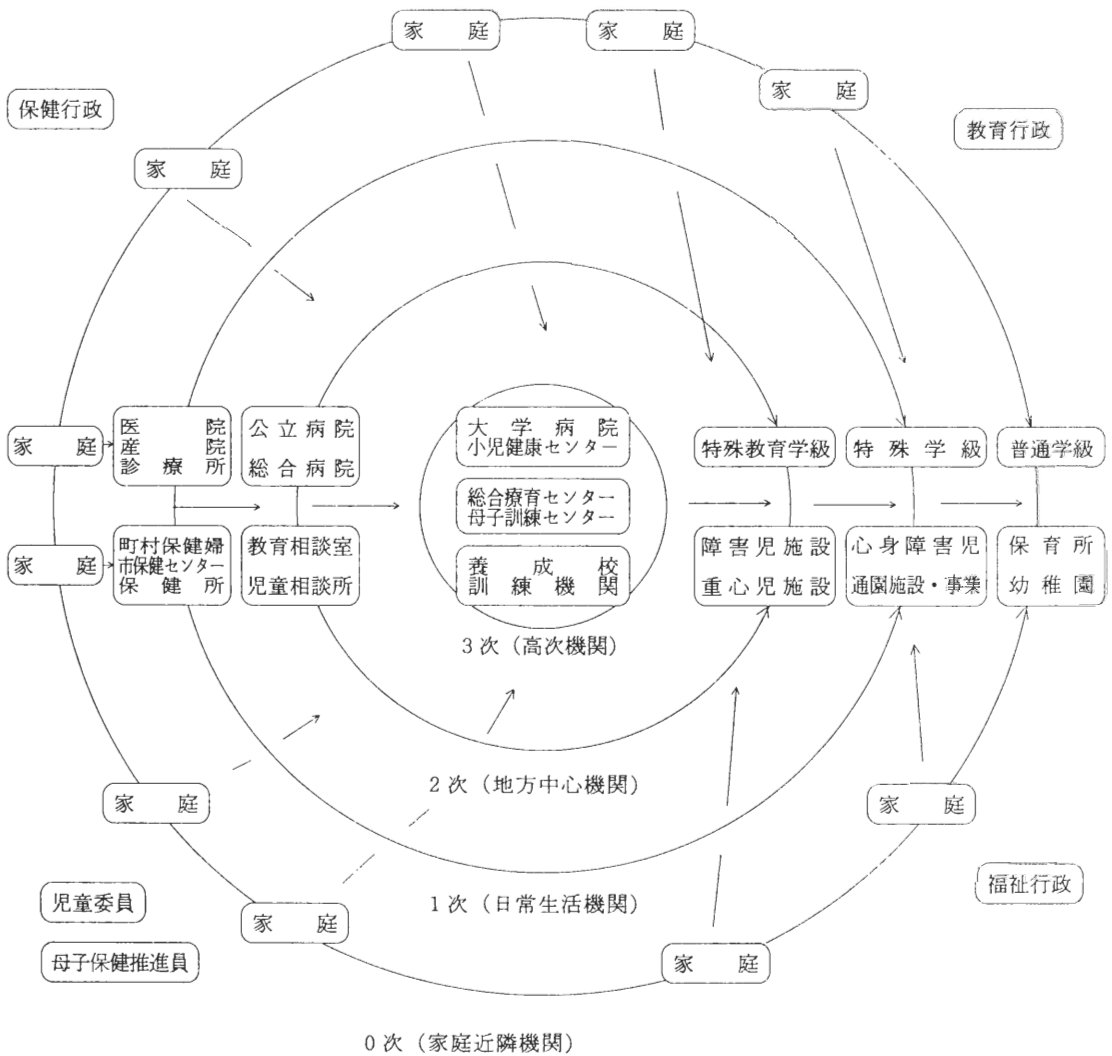 家庭
家庭
家庭
保健行政
教育行政
家庭
家庭
医院
産院
診療所
公立病院
総合病院
大学病院
小児健康センター
特殊教育学級
特殊学級
普通学級
総合療育センター
母子訓練センター
家庭
町村保健婦
市保健センター
保健所
教育相談室
児童相談所
養成校
訓練機関
障害児施設
重心児施設
心身障害児
通園施設・事業
保育所
幼稚園
3次（高次機関）
2次（地方中心機関）
家庭
家庭
児童委員
家庭
1次（日常生活機関）
福祉行政
母子保健推進員
家庭
0次（家庭近隣機関）